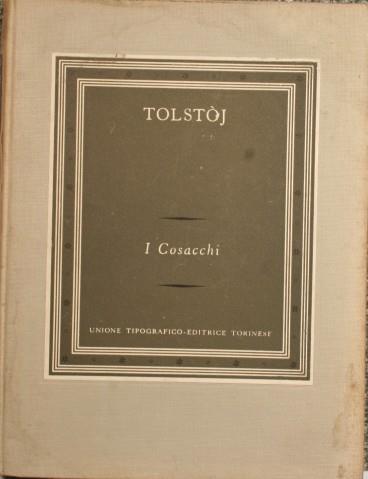 TOLSTÒJ
I Cosacchi
UNIONE TIPOGRAFICO-EDITRICE TORINESE